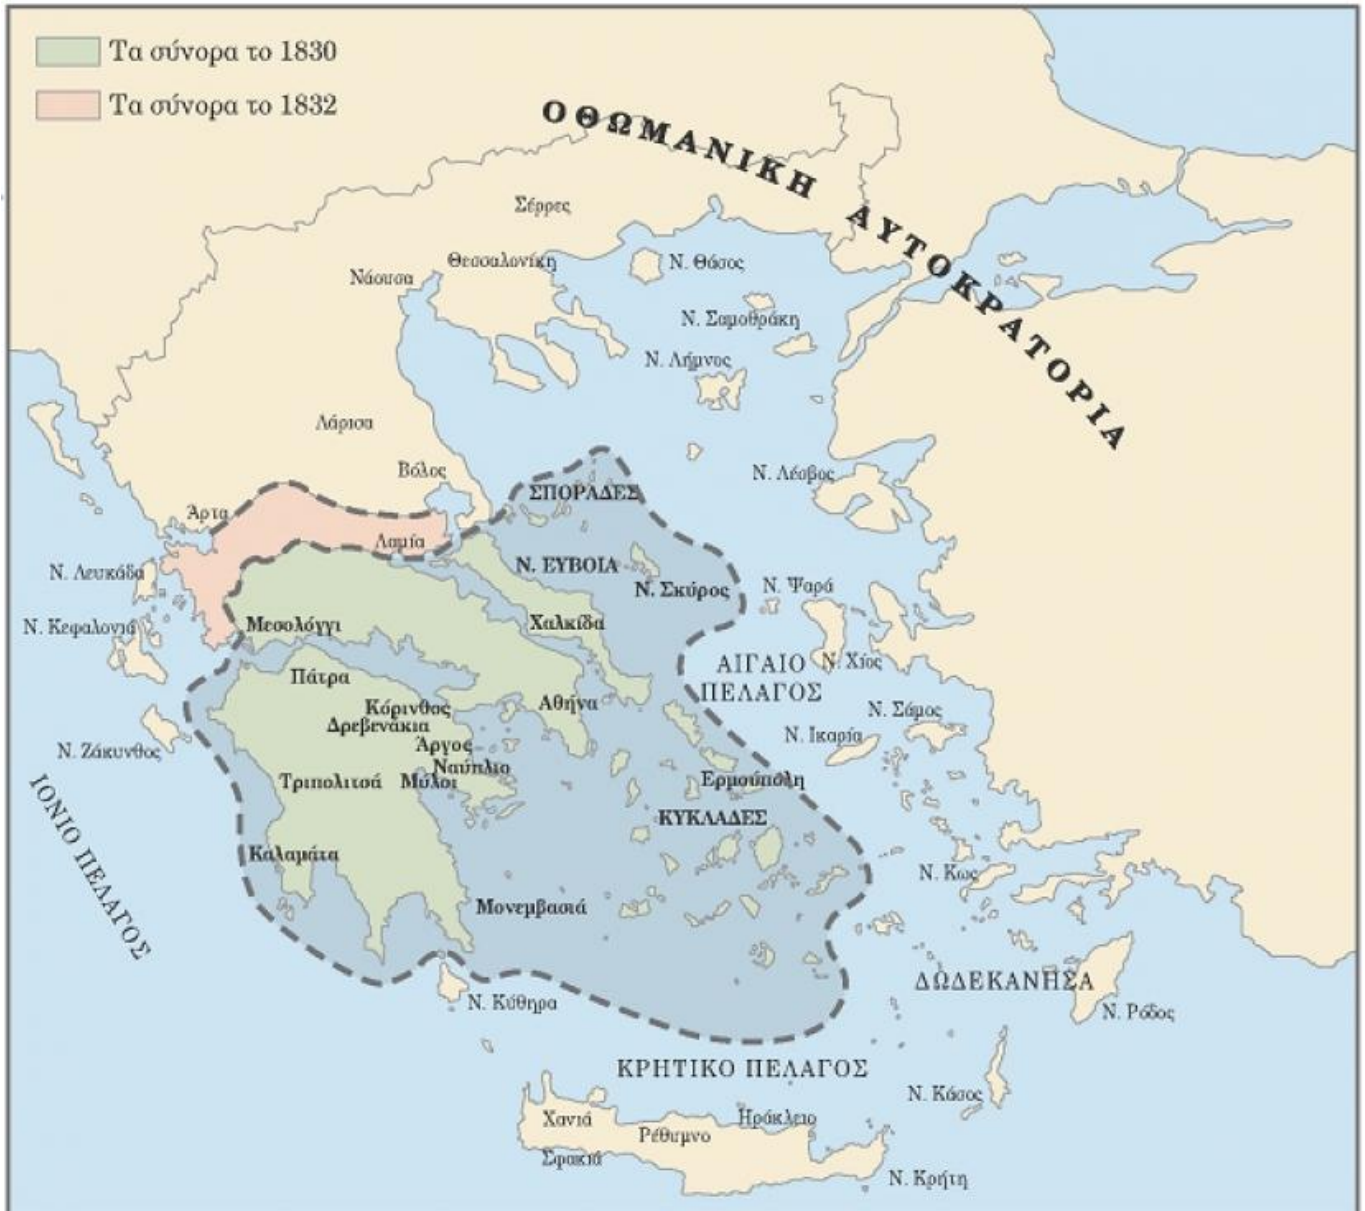 Τα σύνορα το 1830
Τα σύνορα το 1832
ΟΘΩΜΑΝΙΚΗ ΑΥΤΟΚΡΑΤΟΡΙΑ
Σέρρες
Θεσσαλονίκη
Ν. Θάσος
Νάουσα
Ν. Σαμοθράκη
Ν. Λήμνος
Λάρισα
Βόλος
Ν. Λέσβος
ΣΠΟΡΑΔΕΣ
Άρτα
Λαμία
Ν. Λευκάδα
Ν. ΕΥΒΟΙΑ
Ν. Σκύρος
Ν. Ψαρά
Ν. Κεφαλονιά
Μεσολόγγι
Χαλκίδα
ΑΙΓΑΙΟ
ΠΕΛΑΓΟΣ
Ν. Χίος
Πάτρα
Κόρινθος
Αθήνα
Δρεβενάκια
Ν. Σάμος
Ν. Ικαρία
Άργος
Ν. Ζάκυνθος
Ναύπλιο
Τριπολιτσά
Μύλοι
Ερμούπολη
ΙΟΝΙΟ ΠΕΛΑΓΟΣ
ΚΥΚΛΑΔΕΣ
Καλαμάτα
Ν. Κως
Μονεμβασιά
ΔΩΔΕΚΑΝΗΣΑ
Ν. Κύθηρα
Ν. Ρόδος
ΚΡΗΤΙΚΟ ΠΕΛΑΓΟΣ
Ν. Κάσος
Χανιά
Ηράκλειο
Ρέθυμνο
Σφακιά
Ν. Κρήτη